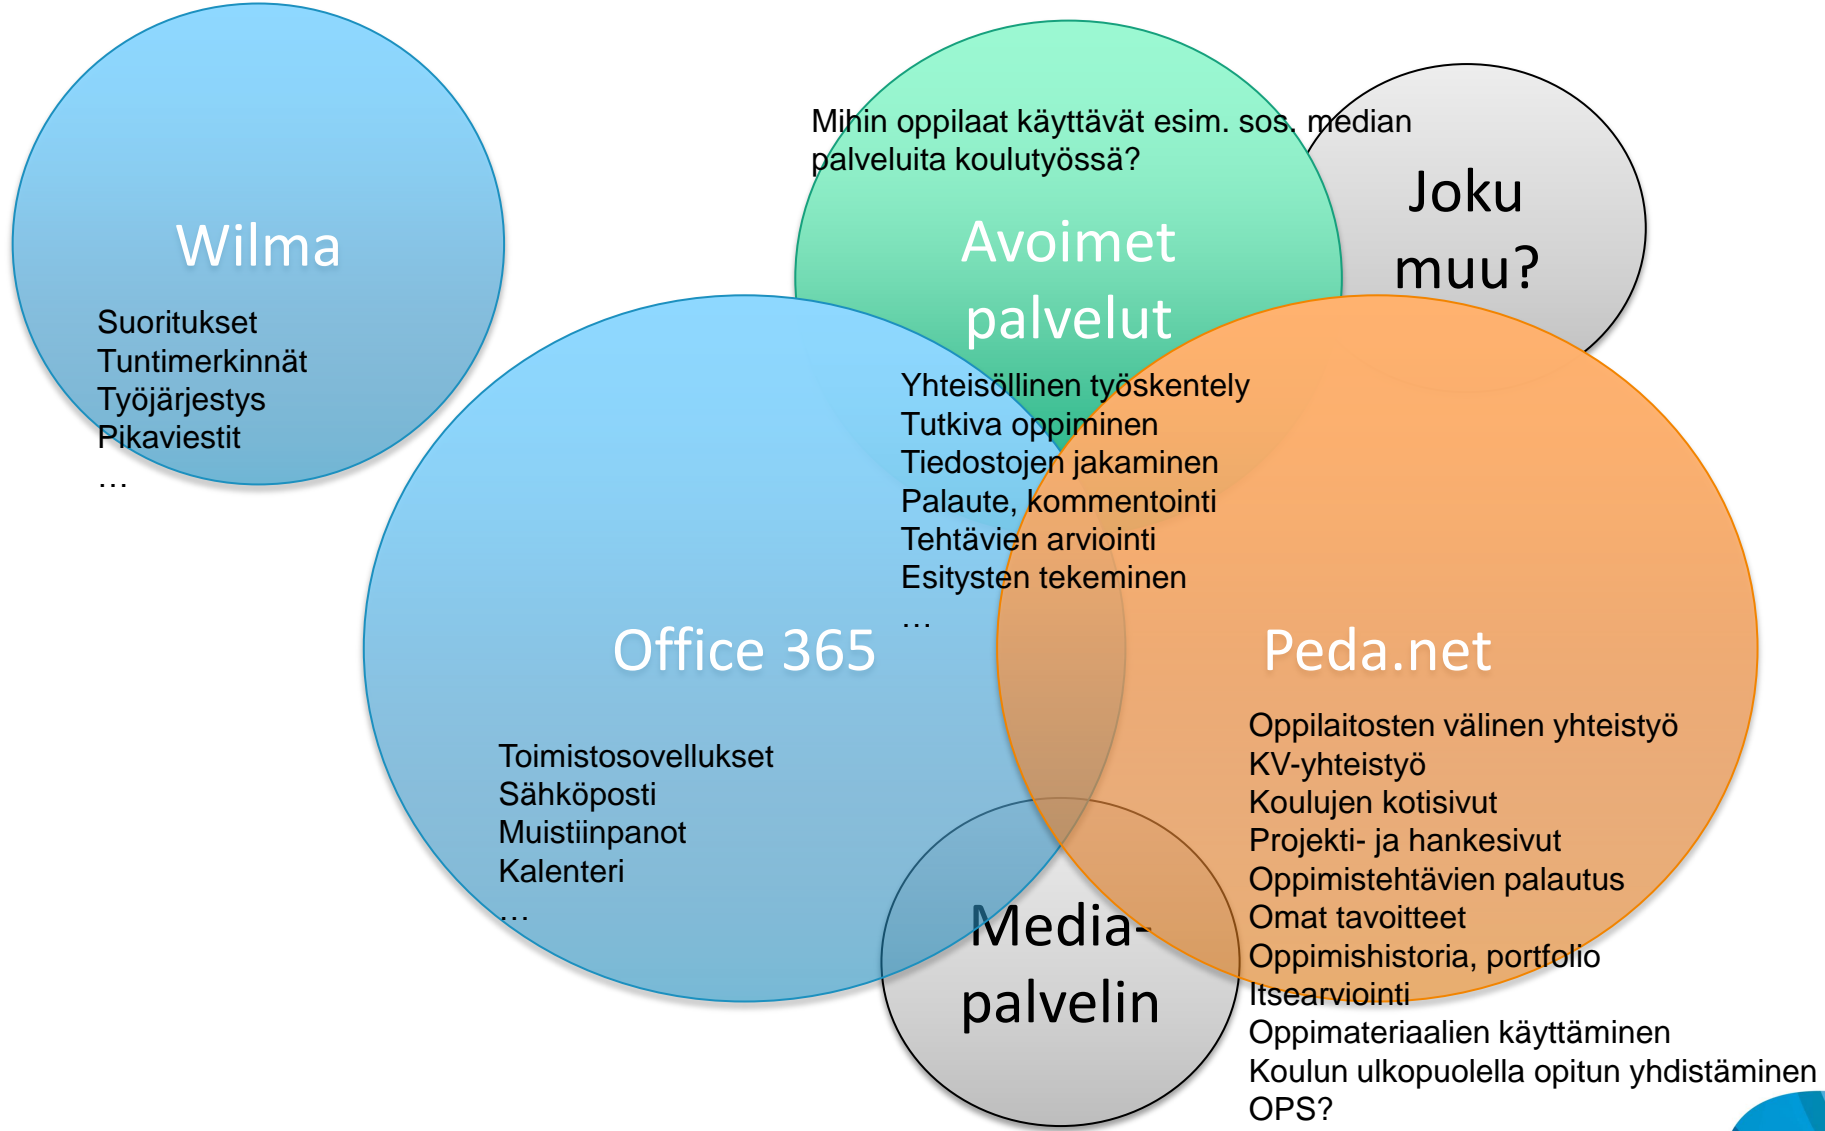 Wilma
Suoritukset
Tuntimerkinnät
Työjärjestys
Pikaviestit
…
Mihin oppilaat käyttävät esim. sos. median
palveluita koulutyössä?
Avoimet
palvelut
Joku
muu?
Yhteisöllinen työskentely
Tutkiva oppiminen
Tiedostojen jakaminen
Palaute, kommentointi
Tehtävien arviointi
Esitysten tekeminen
…
Office 365
Toimistosovellukset
Sähköposti
Muistiinpanot
Kalenteri
…
Peda.net
Oppilaitosten välinen yhteistyö
KV-yhteistyö
Koulujen kotisivut
Projekti- ja hankesivut
Oppimistehtävien palautus
Omat tavoitteet
Oppimishistoria, portfolio
Itsearviointi
Oppimateriaalien käyttäminen
Koulun ulkopuolella opitun yhdistäminen
OPS?
Media-
palvelin